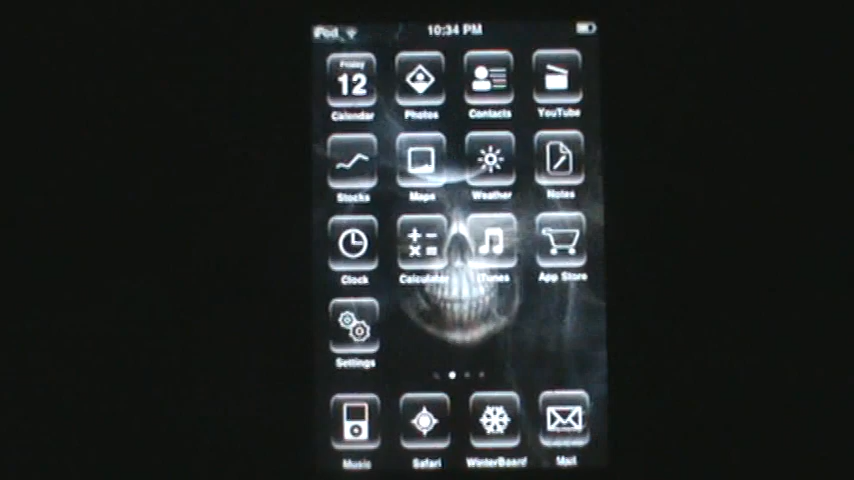 iPod 10:34 PM
Friday
12
Calendar Photos Contacts YouTube
Stocks Maps Weather Notes
Clock Calculator iTunes App Store
Settings
Music Safari WinterBoard Mail